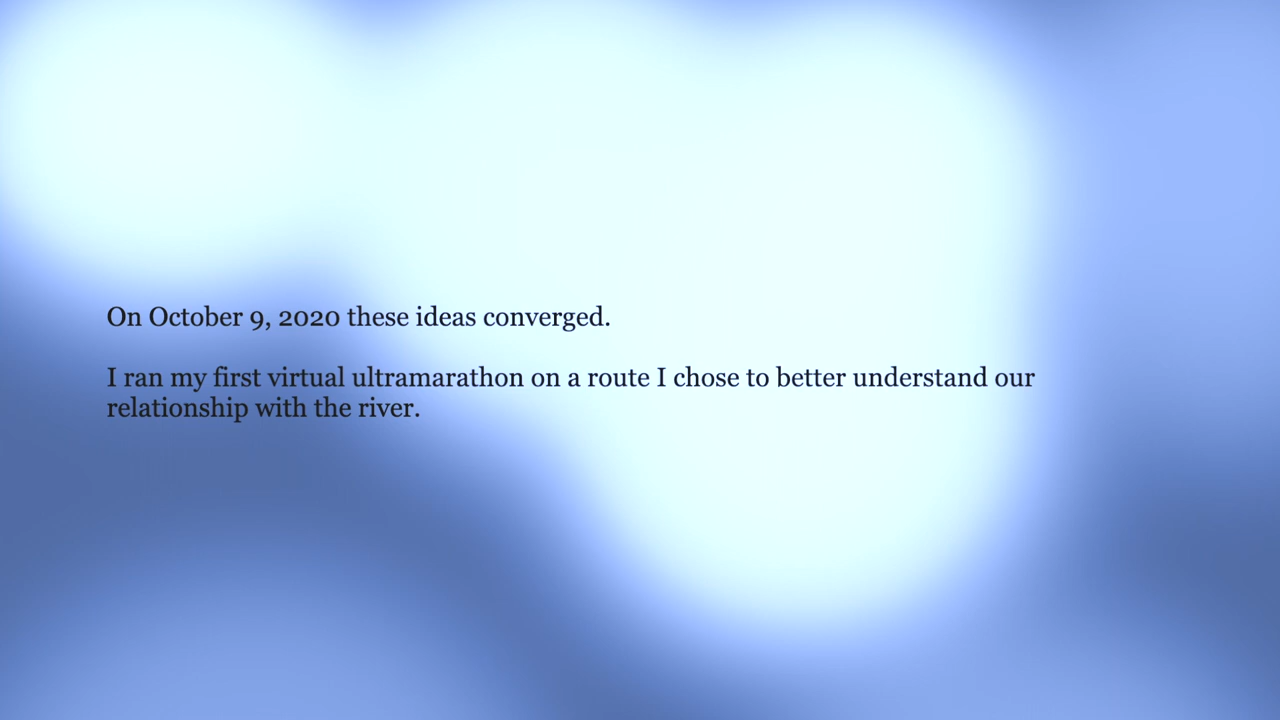 On October 9, 2020 these ideas converged.
I ran my first virtual ultramarathon on a route I chose to better understand our
relationship with the river.